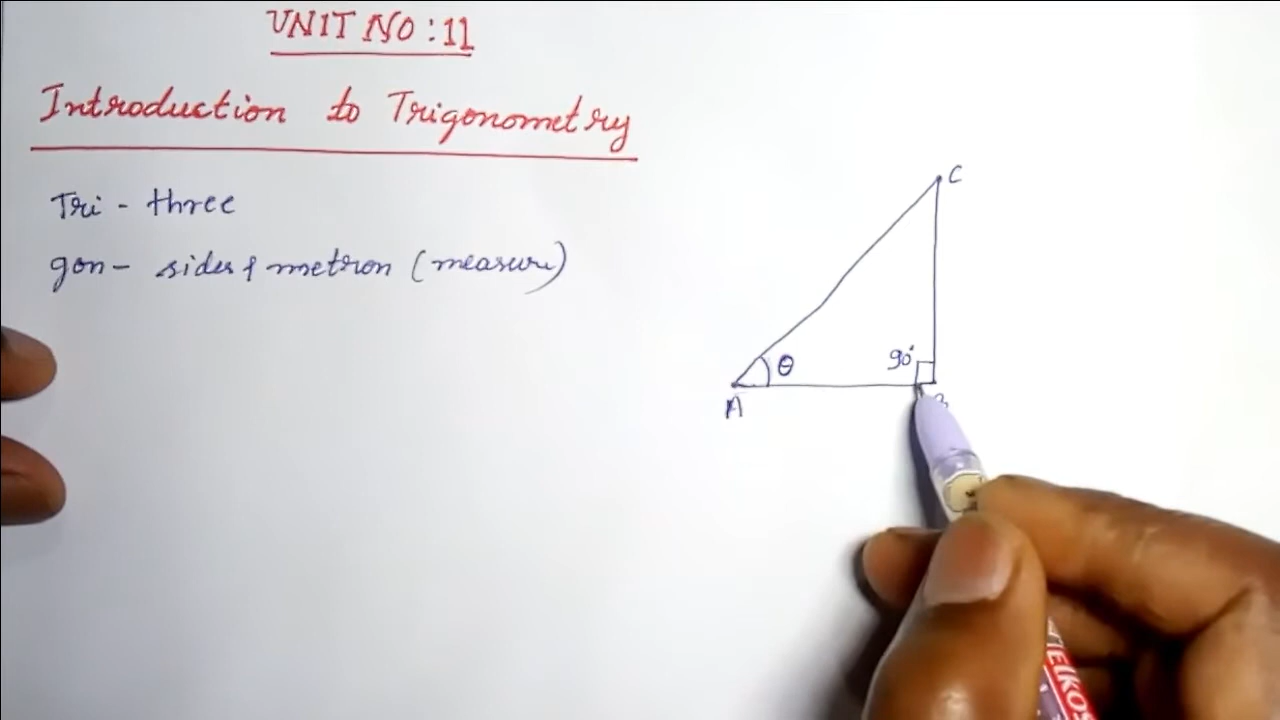 UNIT NO : 11
Introduction to Trigonometry
Tri - three
gon - sides & metron (measure)
C
90°
θ
A